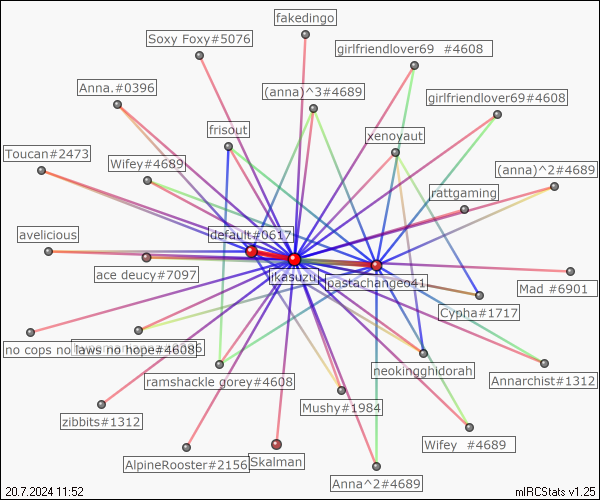 fakedingo
Soxy Foxy#5076
girlfriendlover69 #4608
Anna.#0396
(anna)^3#4689
girlfriendlover69#4608
frisout
xenoyaut
Toucan#2473
Wifey#4689
(anna)^2#4689
rattgaming
avelicious
default#0617
ace deucy#7097
jkasuzu
pastachangeo41
Mad #6901
Cypha#1717
no cops no laws no hope#4608
neokingghidorah
ramshackle gorey#4608
Annarchist#1312
zibbits#1312
Mushy#1984
Wifey #4689
AlpineRooster#2156
Skalman
Anna^2#4689
20.7.2024 11:52
mIRCStats v1.25